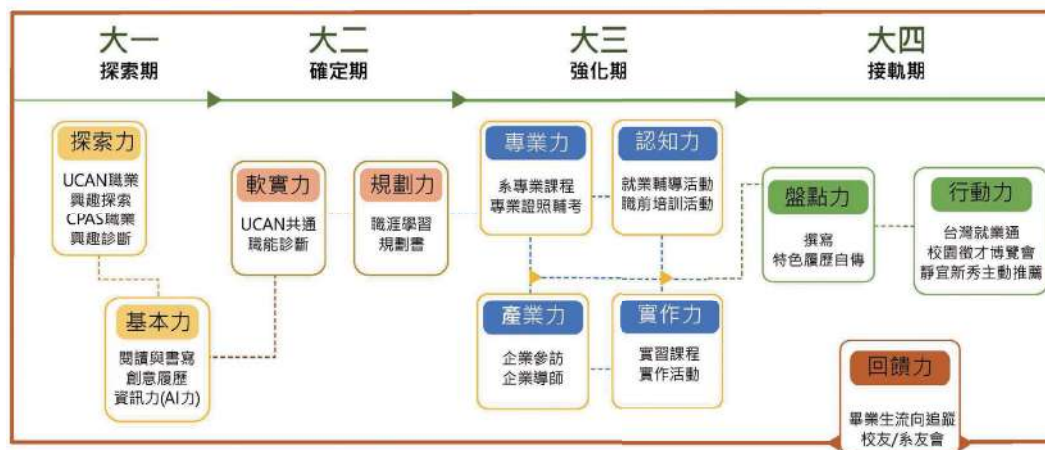 大一
探索期
大二
確定期
大三
強化期
大四
接軌期
探索力
UCAN職業
興趣探索
CPAS職業
興趣診斷
基本力
閱讀與書寫
創意履歷
資訊力(AI力)
軟實力
UCAN共通
職能診斷
規劃力
職涯學習
規劃書
專業力
系專業課程
專業證照輔考
認知力
就業輔導活動
職前培訓活動
產業力
企業參訪
企業導師
實作力
實習課程
實作活動
盤點力
撰寫
特色履歷自傳
行動力
台灣就業通
校園徵才博覽會
靜宜新秀主動推薦
回饋力
畢業生流向追蹤
校友/系友會